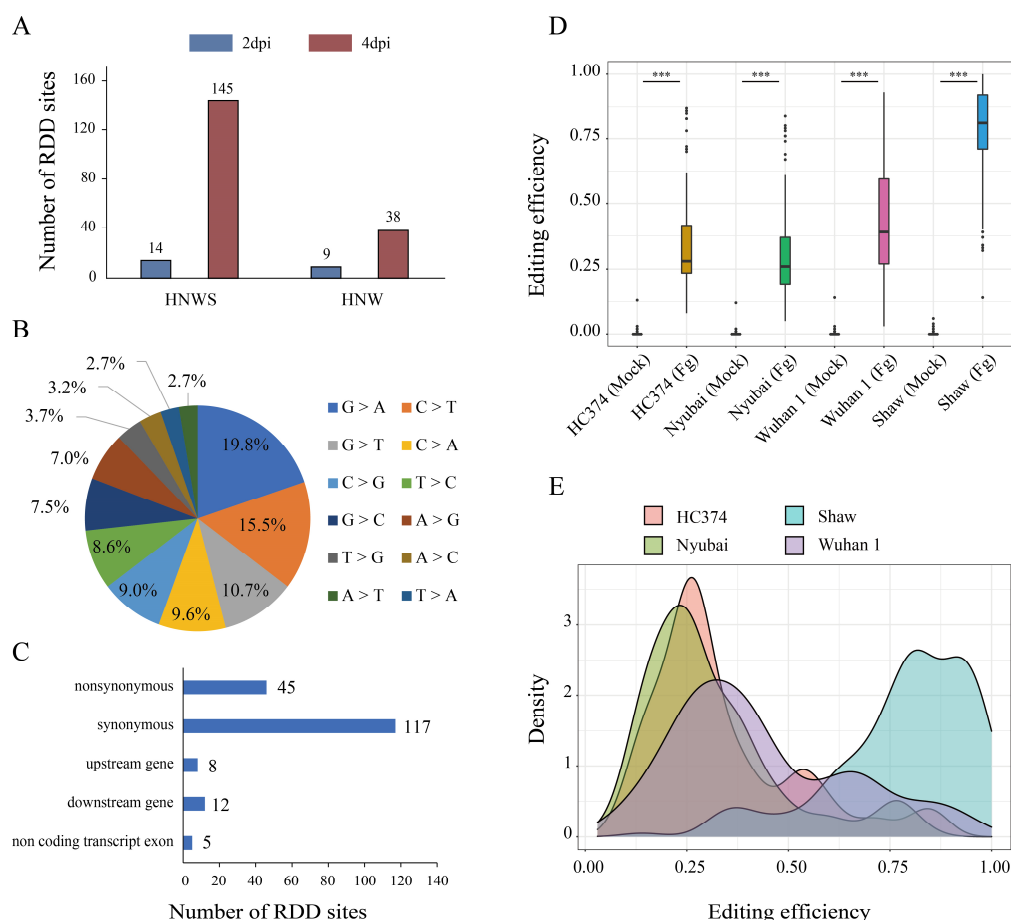 A
2dpi 4dpi
Number of RDD sites
160
120
80
40
0
14
145
9
38
HNWS HNW
B
2.7%
2.7%
3.2%
3.7%
7.0%
7.5%
8.6%
9.0%
9.6%
10.7%
15.5%
19.8%
G > A C > T
G > T C > A
C > G T > C
G > C A > G
T > G A > C
A > T T > A
C
nonsynonymous 45
synonymous 117
upstream gene 8
downstream gene 12
non coding transcript exon 5
0 20 40 60 80 100 120 140
Number of RDD sites
D
Editing efficiency
1.00
0.75
0.50
0.25
0.00
*** *** *** ***
HC374 (Mock)
HC374 (Fg)
Nyubai (Mock)
Nyubai (Fg)
Wuhan 1 (Mock)
Wuhan 1 (Fg)
Shaw (Mock)
Shaw (Fg)
E
HC374 Shaw
Nyubai Wuhan 1
Density
3
2
1
0
0.00 0.25 0.50 0.75 1.00
Editing efficiency